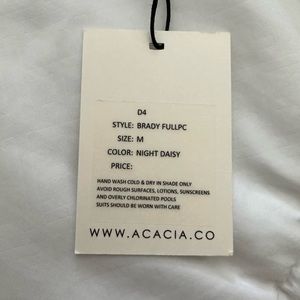 D4
STYLE: BRADY FULLPC
SIZE: M
COLOR: NIGHT DAISY
PRICE:
HAND WASH COLD & DRY IN SHADE ONLY
AVOID ROUGH SURFACES, LOTIONS, SUNSCREENS
AND OVERLY CHLORINATED POOLS
SUITS SHOULD BE WORN WITH CARE
WWW.ACACIA.CO